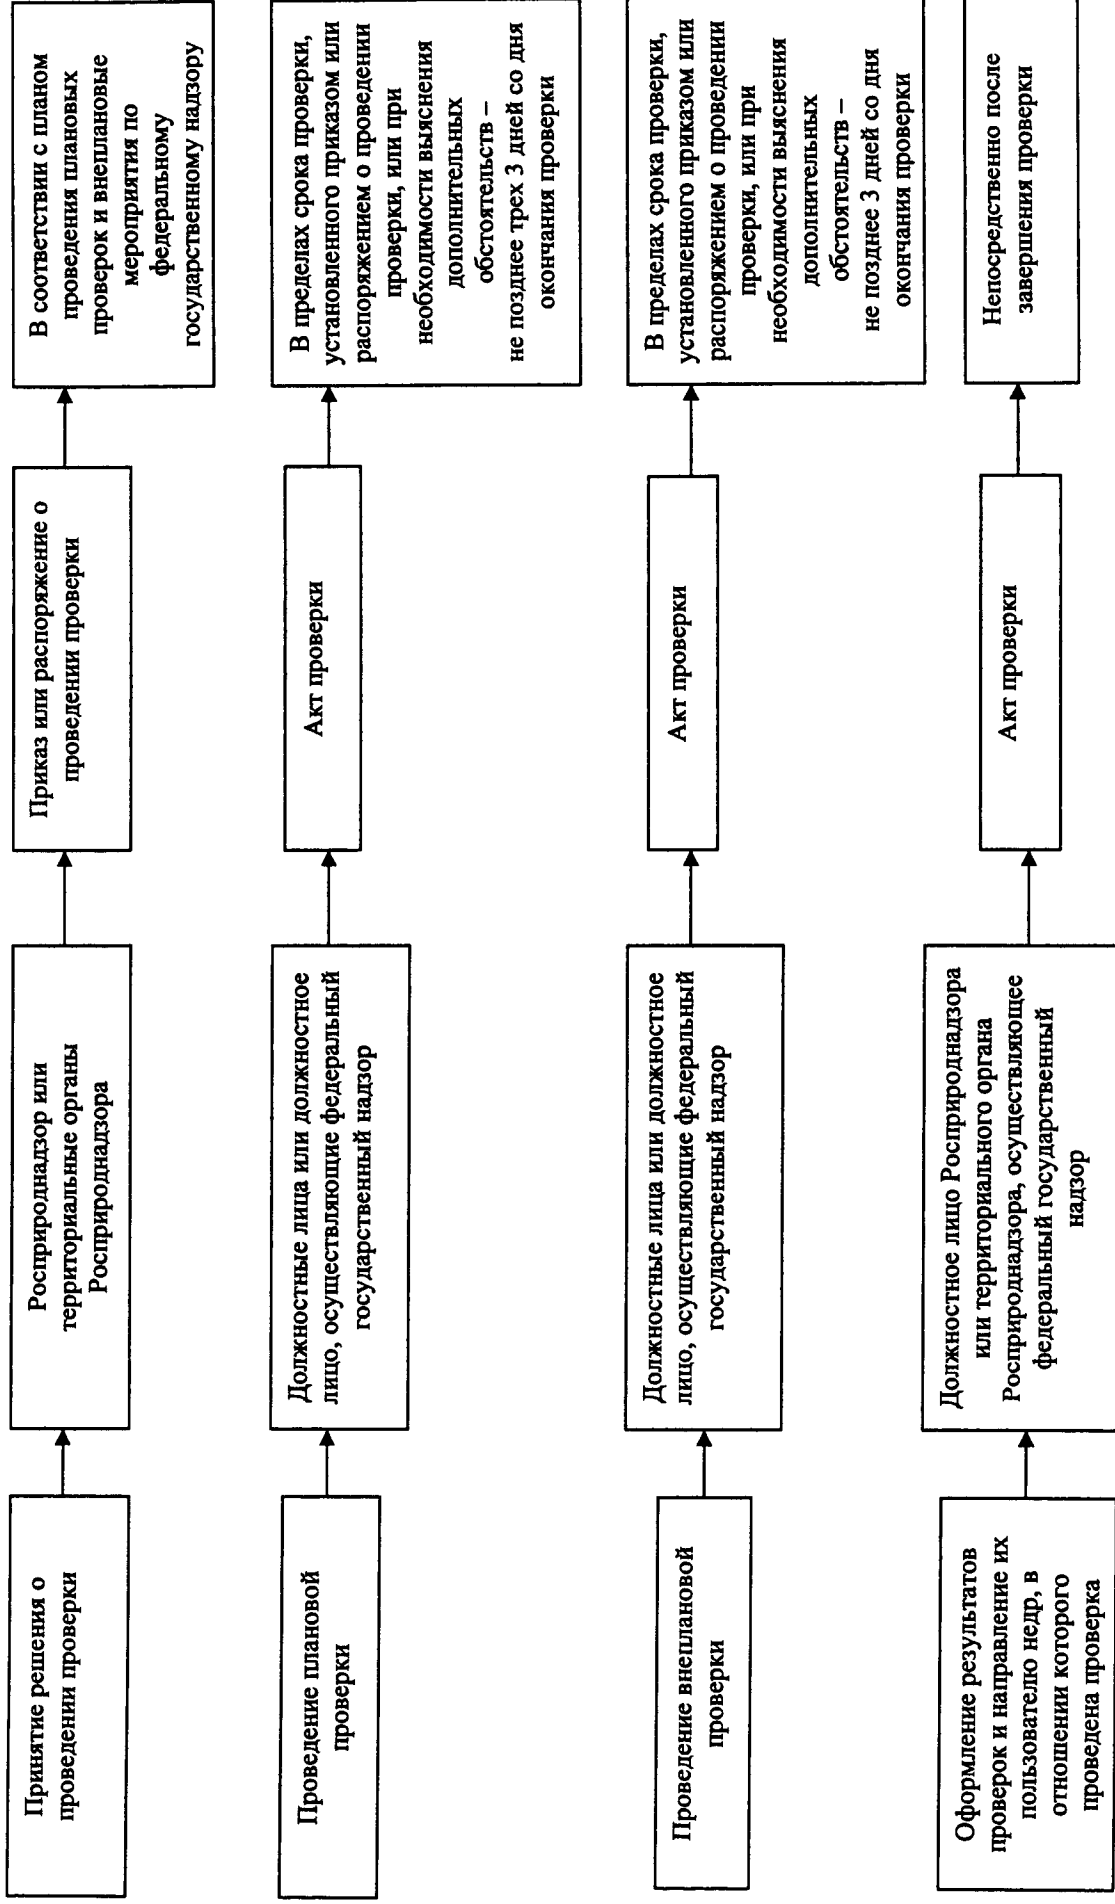 Принятие решения о
проведении проверки
Росприроднадзор или
территориальные органы
Росприроднадзора
Приказ или распоряжение о
проведении проверки
В соответствии с планом
проведения плановых
проверок и внеплановые
мероприятия по
федеральному
государственному надзору
Проведение плановой
проверки
Должностные лица или должностное
лицо, осуществляющие федеральный
государственный надзор
Акт проверки
В пределах срока проверки,
установленного приказом или
распоряжением о проведении
проверки, или при
необходимости выяснения
дополнительных
обстоятельств –
не позднее трех 3 дней со дня
окончания проверки
Проведение внеплановой
проверки
Должностные лица или должностное
лицо, осуществляющие федеральный
государственный надзор
Акт проверки
В пределах срока проверки,
установленного приказом или
распоряжением о проведении
проверки, или при
необходимости выяснения
дополнительных
обстоятельств –
не позднее 3 дней со дня
окончания проверки
Оформление результатов
проверок и направление их
пользователю недр, в
отношении которого
проведена проверка
Должностное лицо Росприроднадзора
или территориального органа
Росприроднадзора, осуществляющее
федеральный государственный
надзор
Акт проверки
Непосредственно после
завершения проверки